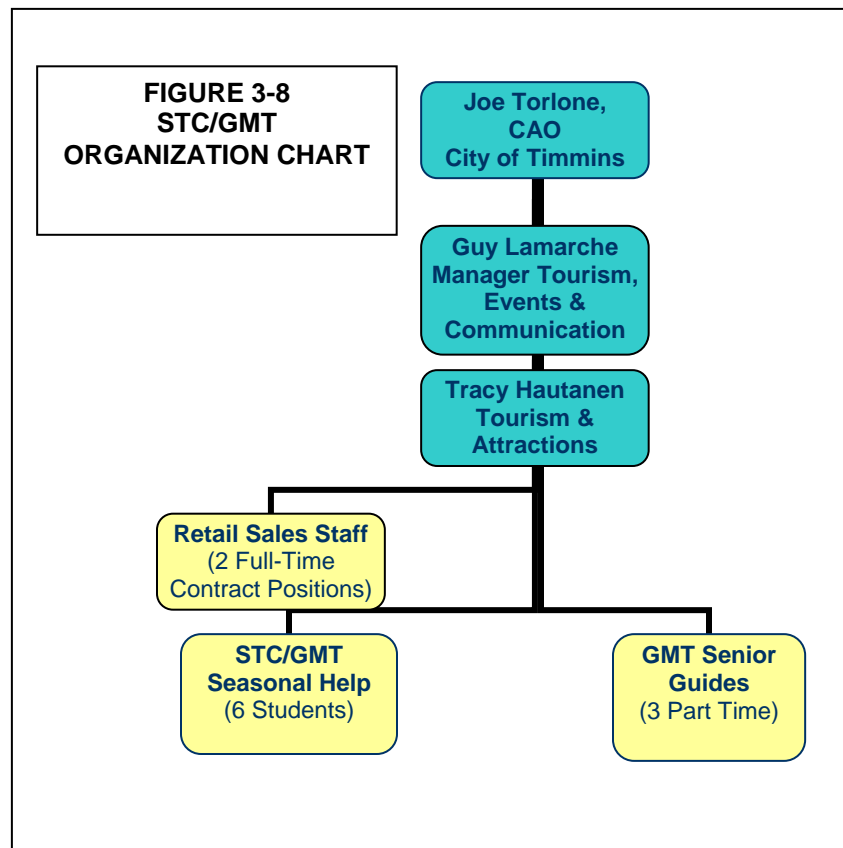 FIGURE 3-8
STC/GMT
ORGANIZATION CHART
Joe Torlone,
CAO
City of Timmins
Guy Lamarche
Manager Tourism,
Events &
Communication
Tracy Hautanen
Tourism &
Attractions
Retail Sales Staff
(2 Full-Time
Contract Positions)
STC/GMT
Seasonal Help
(6 Students)
GMT Senior
Guides
(3 Part Time)